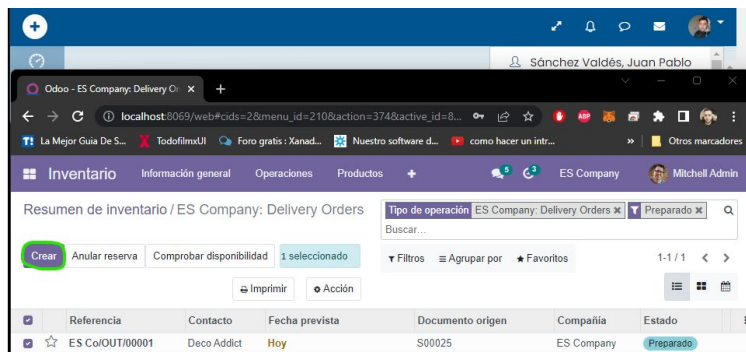 Sánchez Valdés, Juan Pablo
Odoo - ES Company: Delivery Or
localhost:8069/web#cids=2&menu_id=210&action=374&active_id=8...
La Mejor Guia De S... TodofilmxUI Foro gratis : Xanad... Nuestro software d... como hacer un intr... » Otros marcadores
Inventario Información general Operaciones Productos 5 3 ES Company Mitchell Admin
Resumen de inventario / ES Company: Delivery Orders Tipo de operación ES Company: Delivery Orders Preparado
Buscar...
Crear Anular reserva Comprobar disponibilidad 1 seleccionado Filtros Agrupar por Favoritos 1-1 / 1
Imprimir Acción
Referencia Contacto Fecha prevista Documento origen Compañía Estado
ES Co/OUT/00001 Deco Addict Hoy S00025 ES Company Preparado